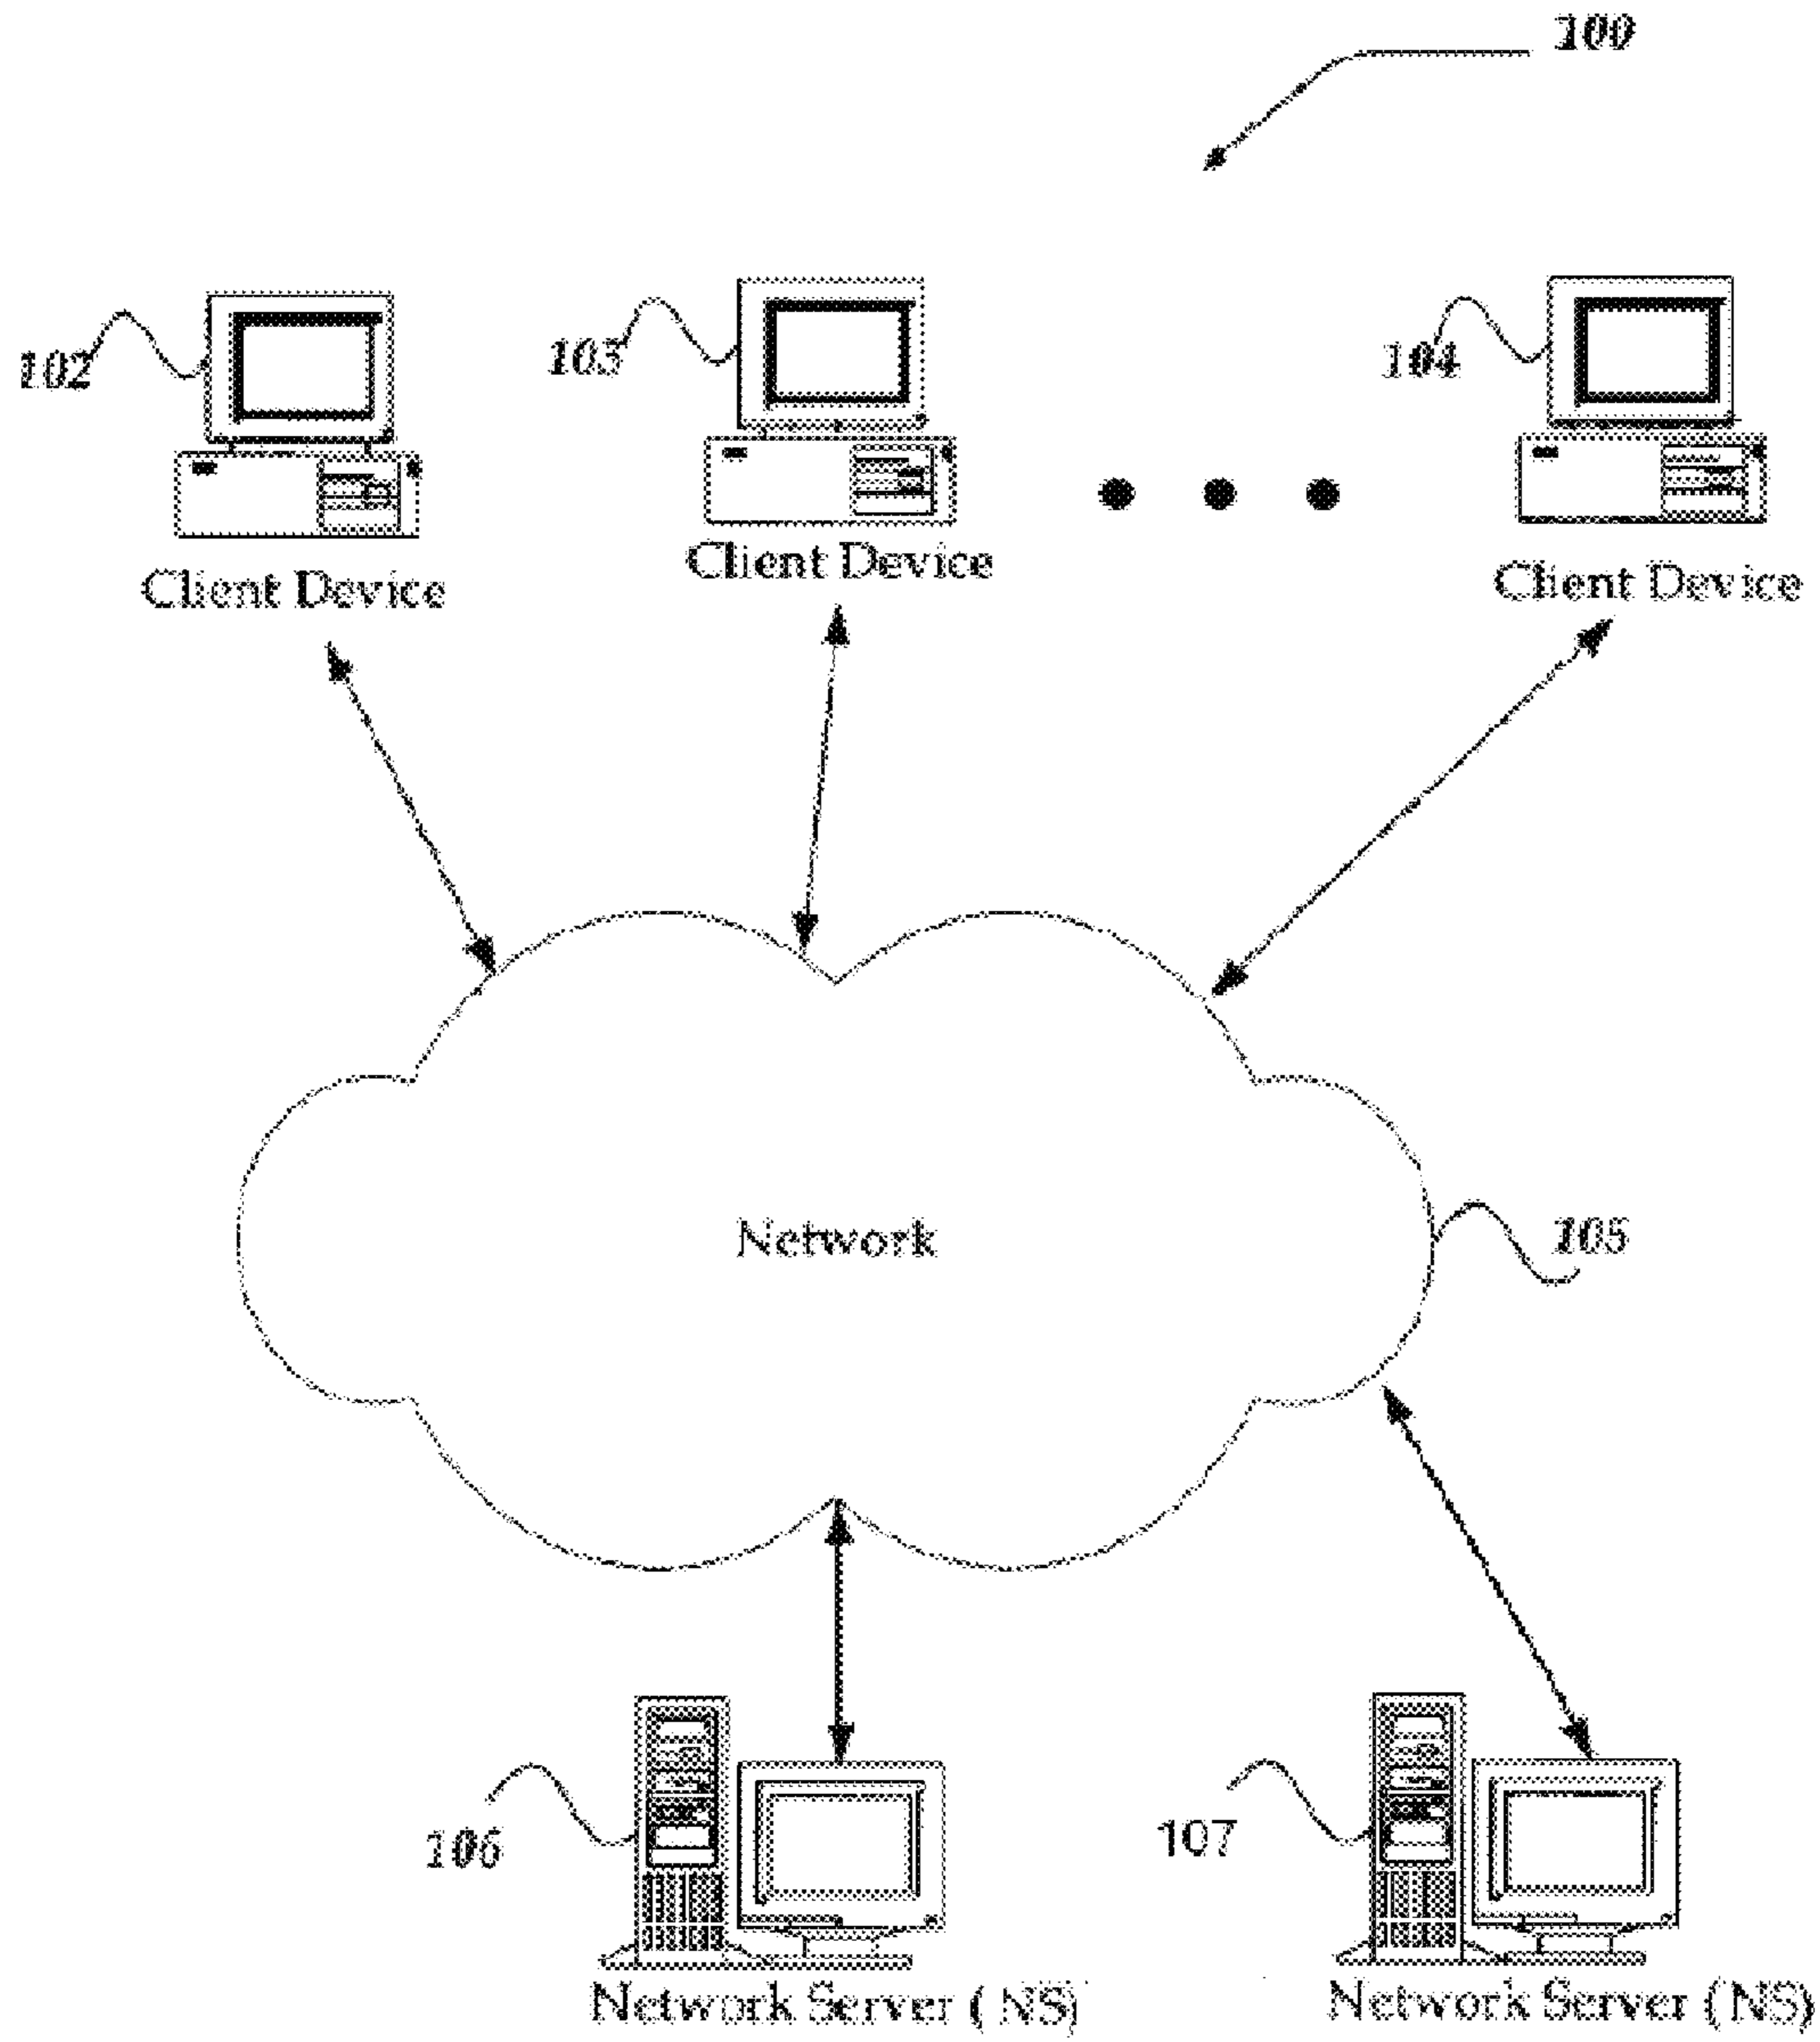 100
102
103
104
Client Device
Client Device
Client Device
Network
105
106
107
Network Server (NS)
Network Server (NS)